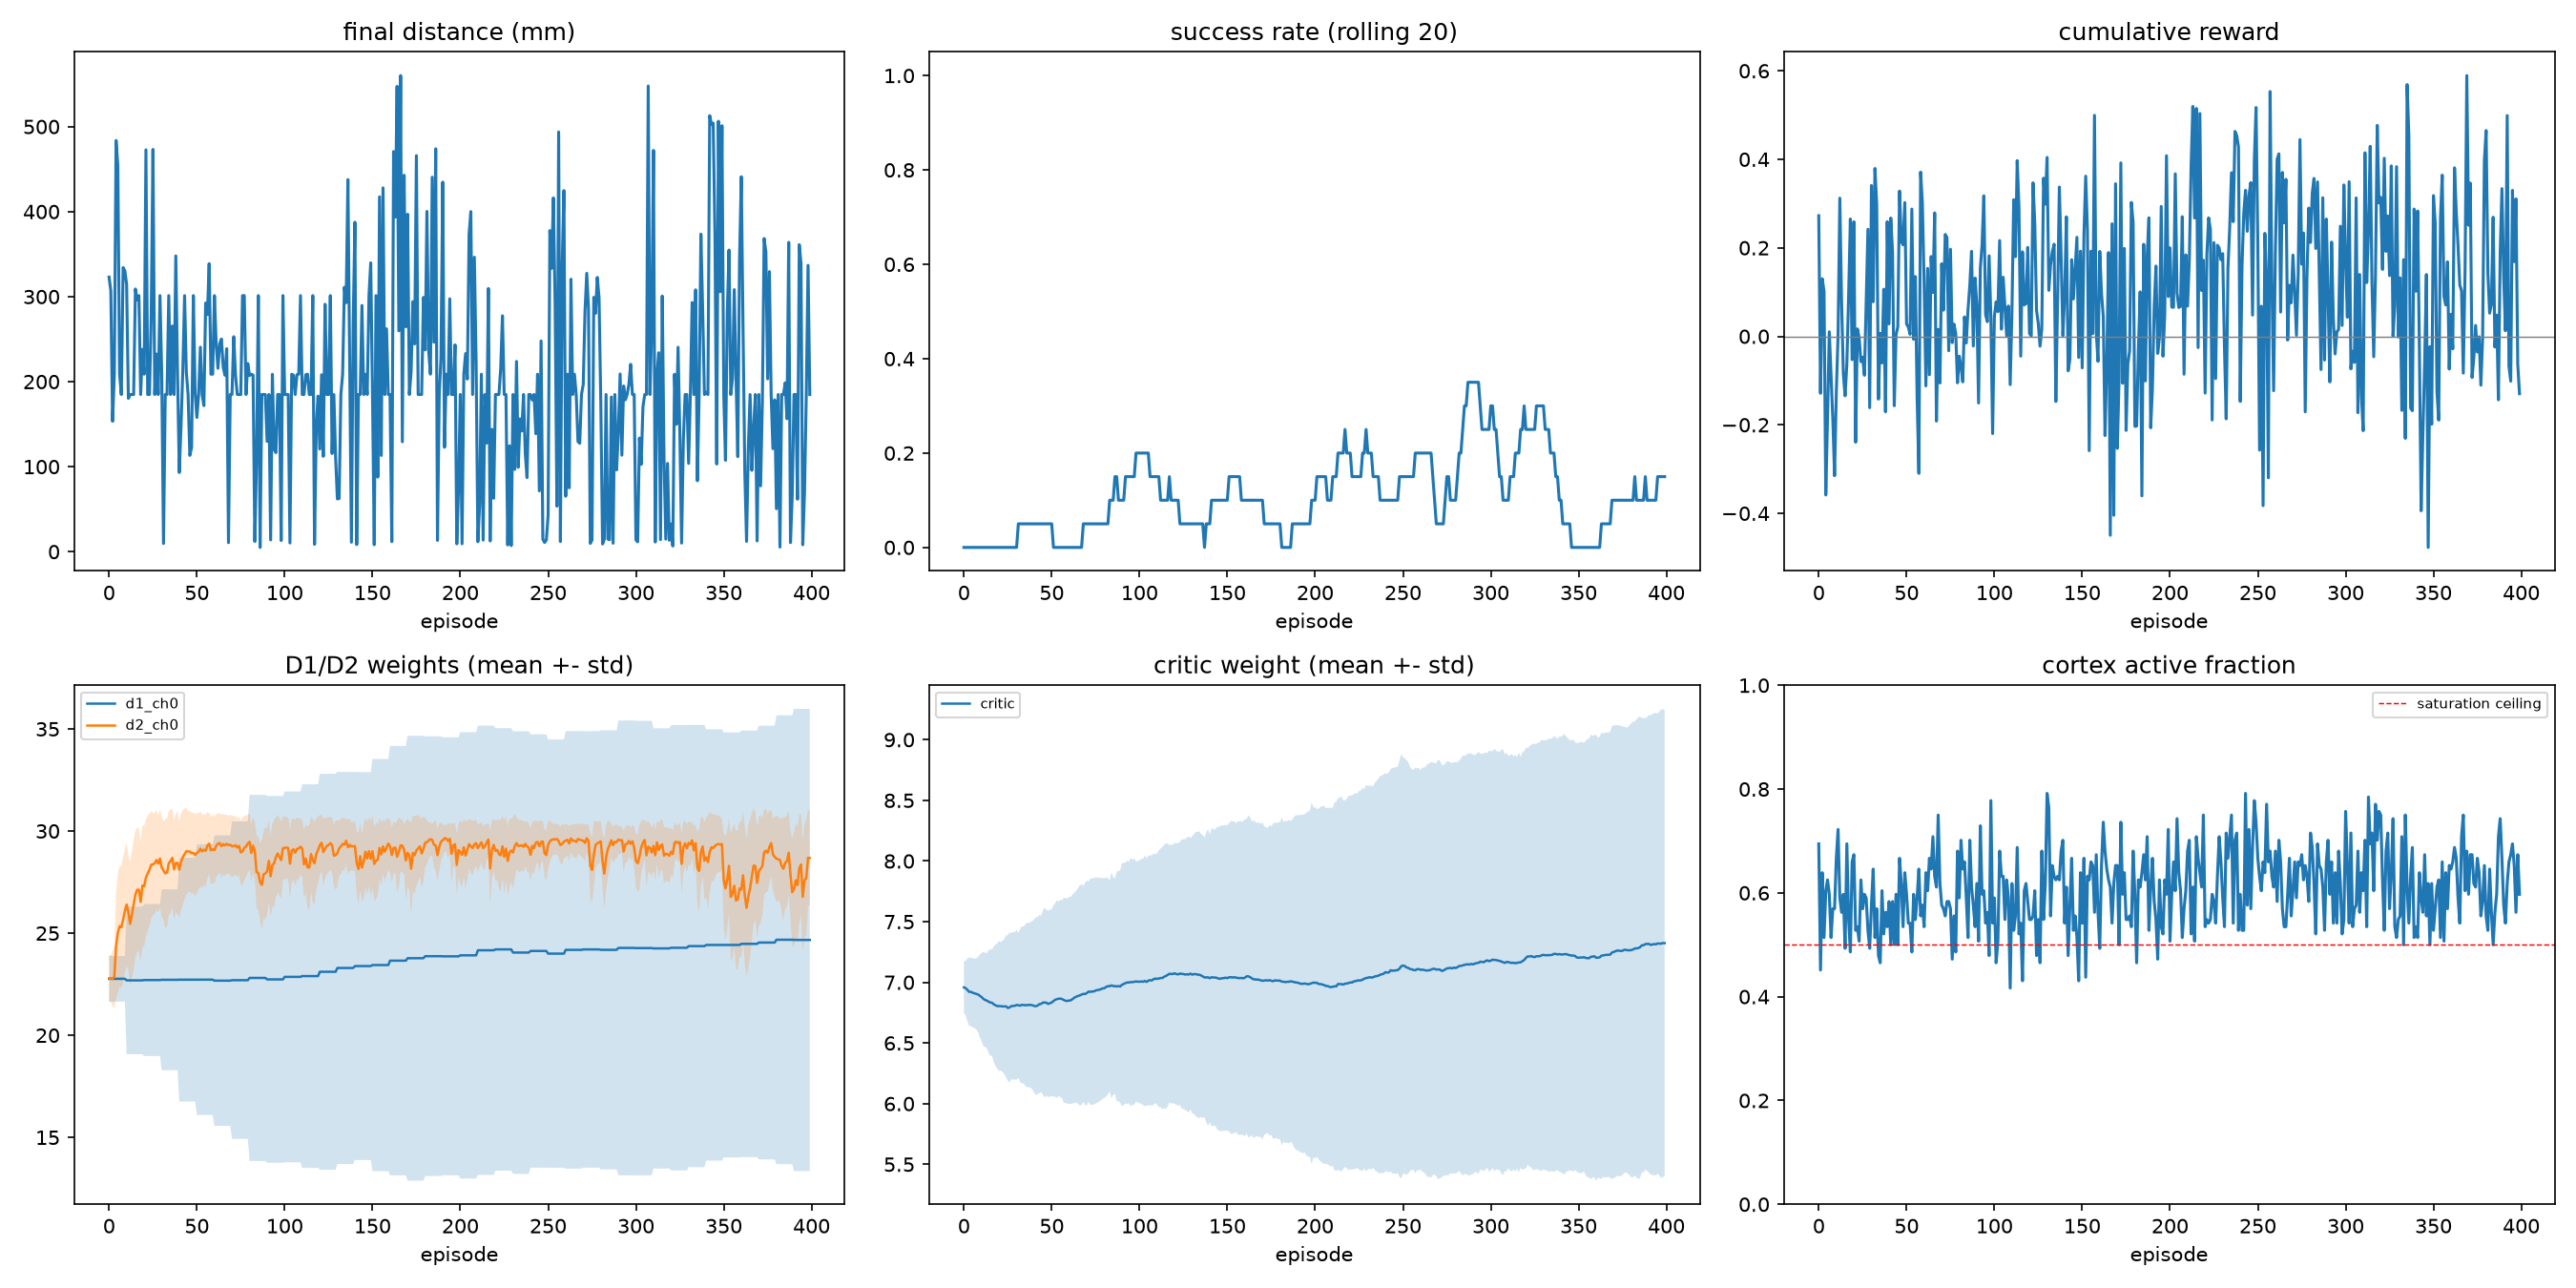 final distance (mm)
500
400
300
200
100
0
0 50 100 150 200 250 300 350 400
episode
success rate (rolling 20)
1.0
0.8
0.6
0.4
0.2
0.0
0 50 100 150 200 250 300 350 400
episode
cumulative reward
0.6
0.4
0.2
0.0
−0.2
−0.4
0 50 100 150 200 250 300 350 400
episode
D1/D2 weights (mean +- std)
d1_ch0
d2_ch0
35
30
25
20
15
0 50 100 150 200 250 300 350 400
episode
critic weight (mean +- std)
critic
9.0
8.5
8.0
7.5
7.0
6.5
6.0
5.5
0 50 100 150 200 250 300 350 400
episode
cortex active fraction
saturation ceiling
1.0
0.8
0.6
0.4
0.2
0.0
0 50 100 150 200 250 300 350 400
episode